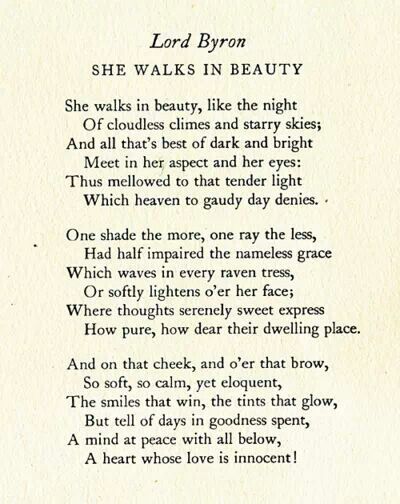 Lord Byron
SHE WALKS IN BEAUTY
She walks in beauty, like the night
Of cloudless climes and starry skies;
And all that's best of dark and bright
Meet in her aspect and her eyes:
Thus mellowed to that tender light
Which heaven to gaudy day denies.
One shade the more, one ray the less,
Had half impaired the nameless grace
Which waves in every raven tress,
Or softly lightens o'er her face;
Where thoughts serenely sweet express
How pure, how dear their dwelling place.
And on that cheek, and o'er that brow,
So soft, so calm, yet eloquent,
The smiles that win, the tints that glow,
But tell of days in goodness spent,
A mind at peace with all below,
A heart whose love is innocent!